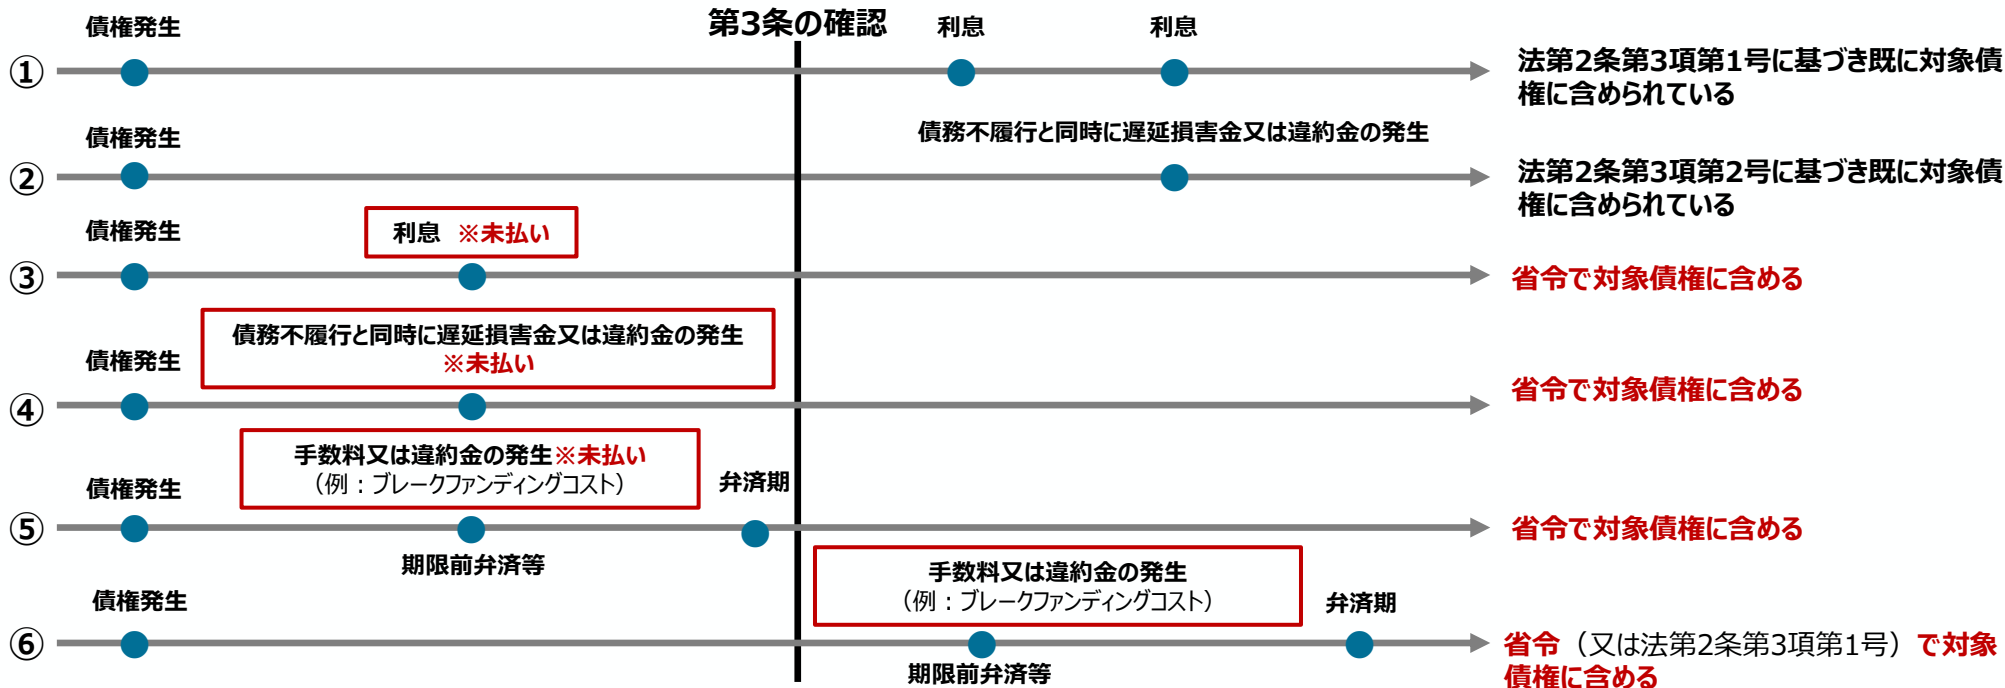 第3条の確認
債権発生
利息
利息
①
法第2条第3項第1号に基づき既に対象債
権に含められている
債権発生
債務不履行と同時に遅延損害金又は違約金の発生
②
法第2条第3項第2号に基づき既に対象債
権に含められている
債権発生
利息 ※未払い
③
省令で対象債権に含める
債権発生
債務不履行と同時に遅延損害金又は違約金の発生
※未払い
④
省令で対象債権に含める
債権発生
手数料又は違約金の発生※未払い
（例：ブレークファンディングコスト）
弁済期
⑤
期限前弁済等
省令で対象債権に含める
債権発生
手数料又は違約金の発生
（例：ブレークファンディングコスト）
弁済期
⑥
期限前弁済等
省令（又は法第2条第3項第1号）で対象
債権に含める